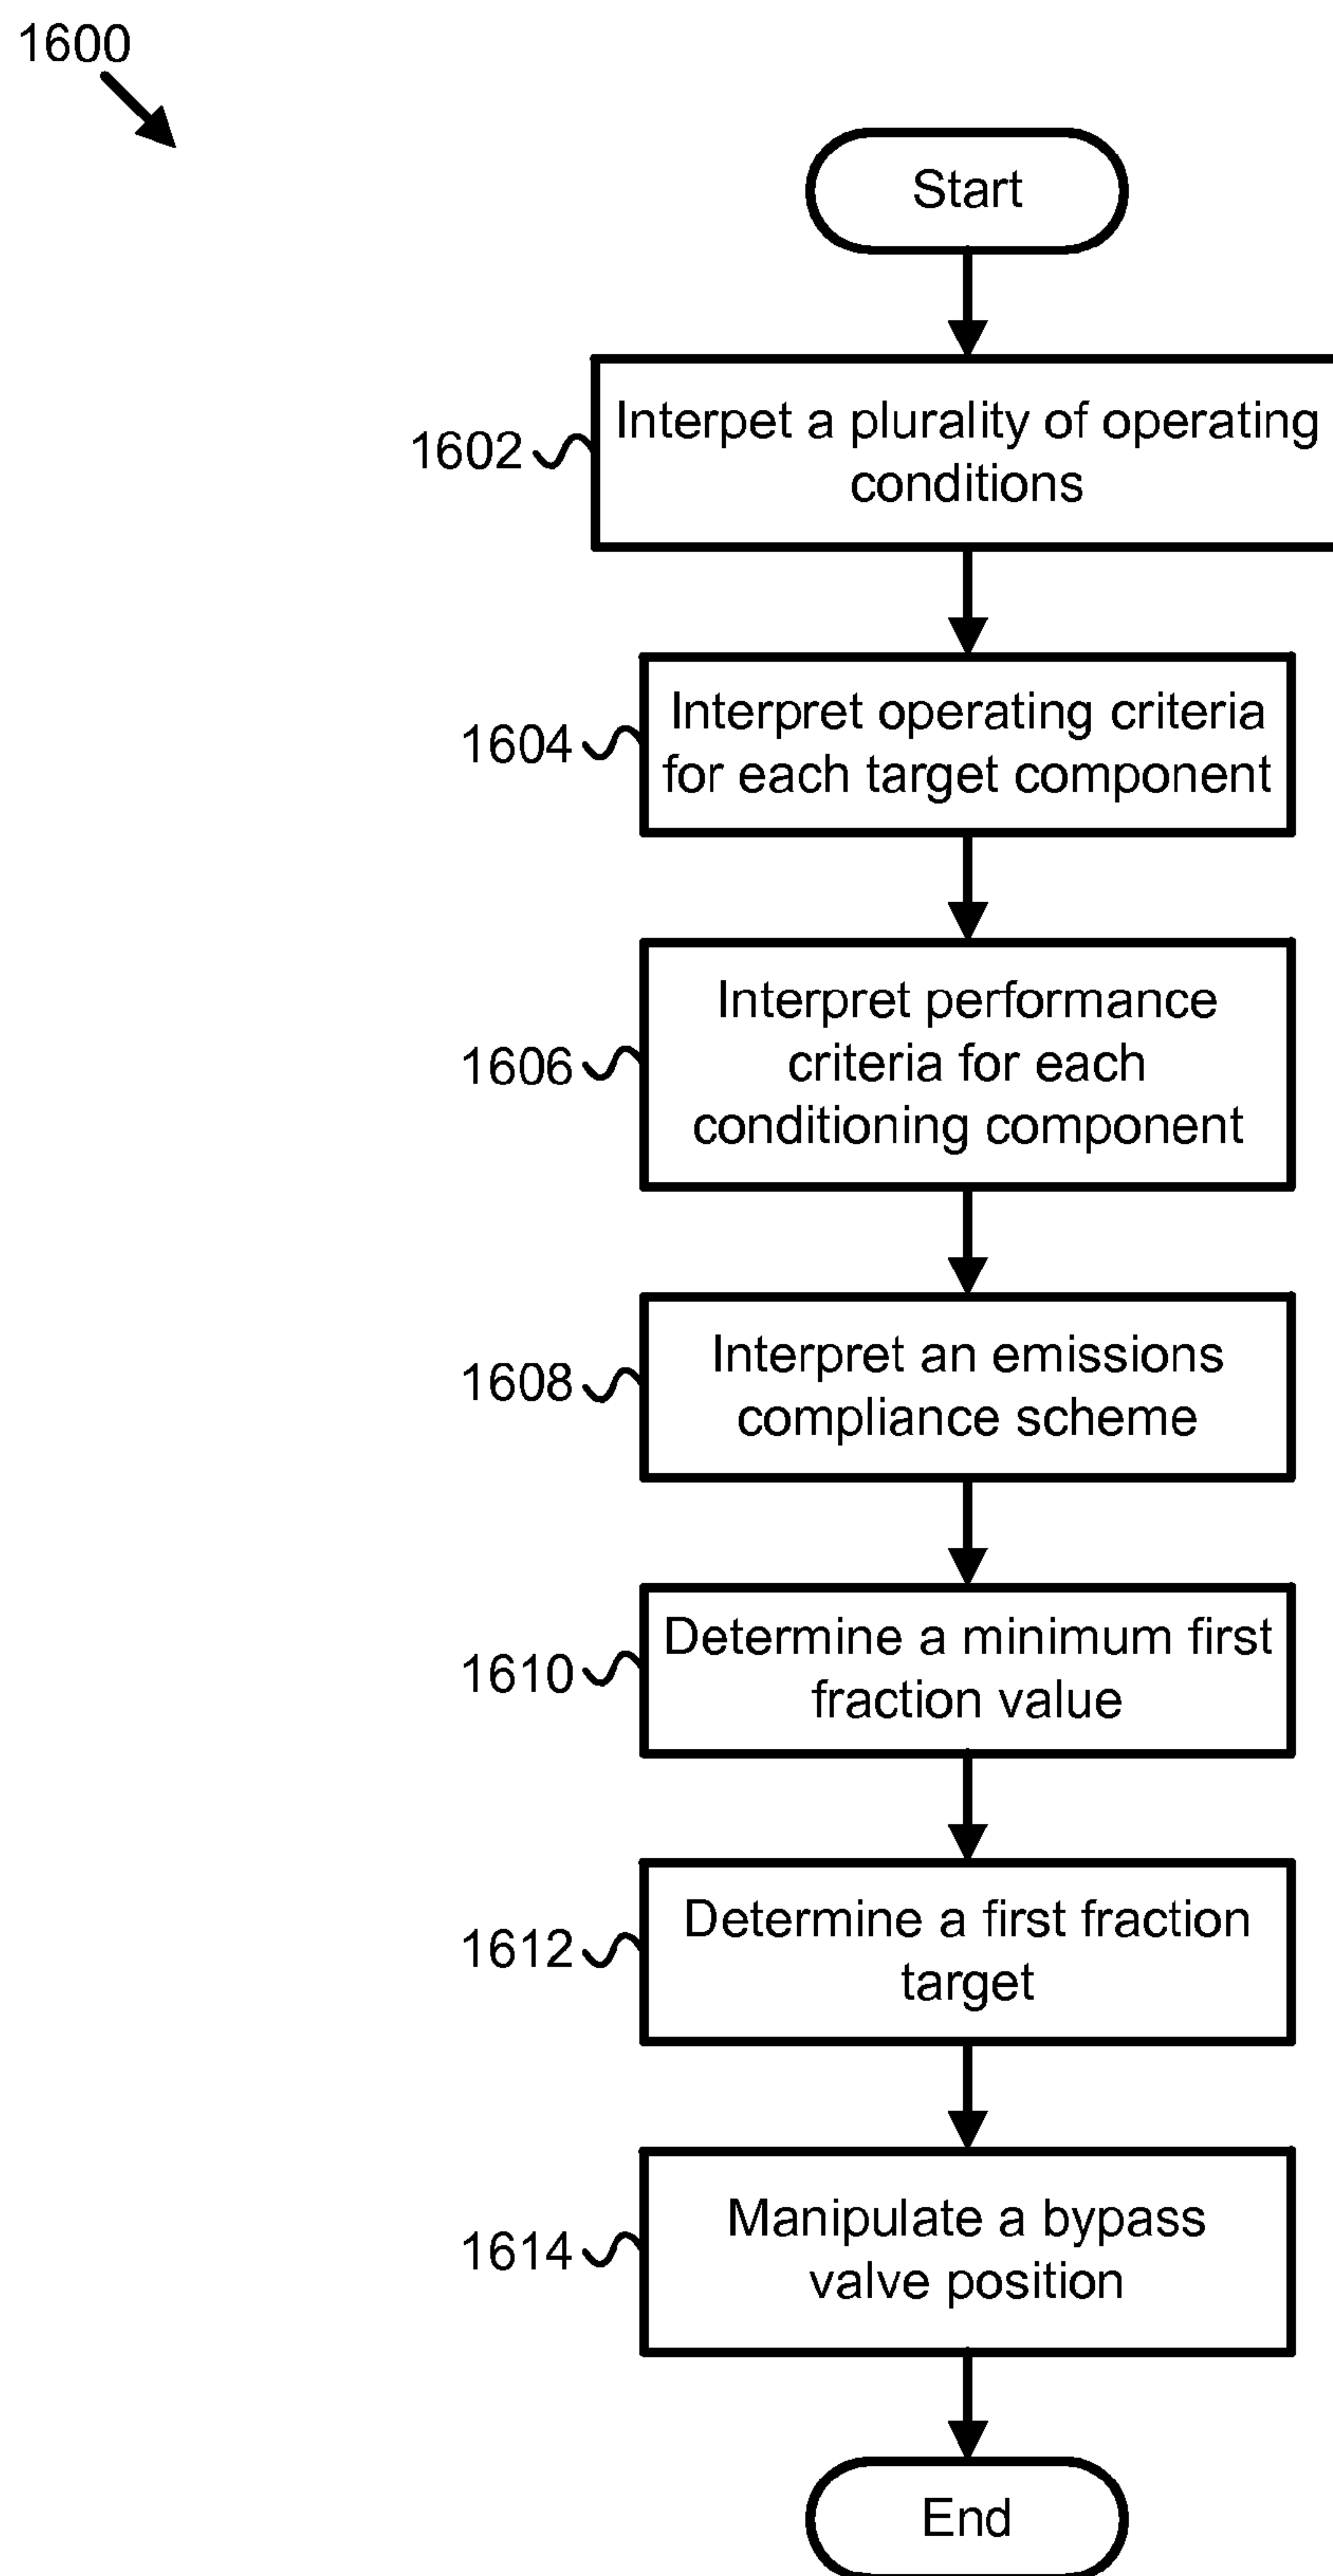 1600
Start
1602
Interpet a plurality of operating
conditions
1604
Interpret operating criteria
for each target component
1606
Interpret performance
criteria for each
conditioning component
1608
Interpret an emissions
compliance scheme
1610
Determine a minimum first
fraction value
1612
Determine a first fraction
target
1614
Manipulate a bypass
valve position
End